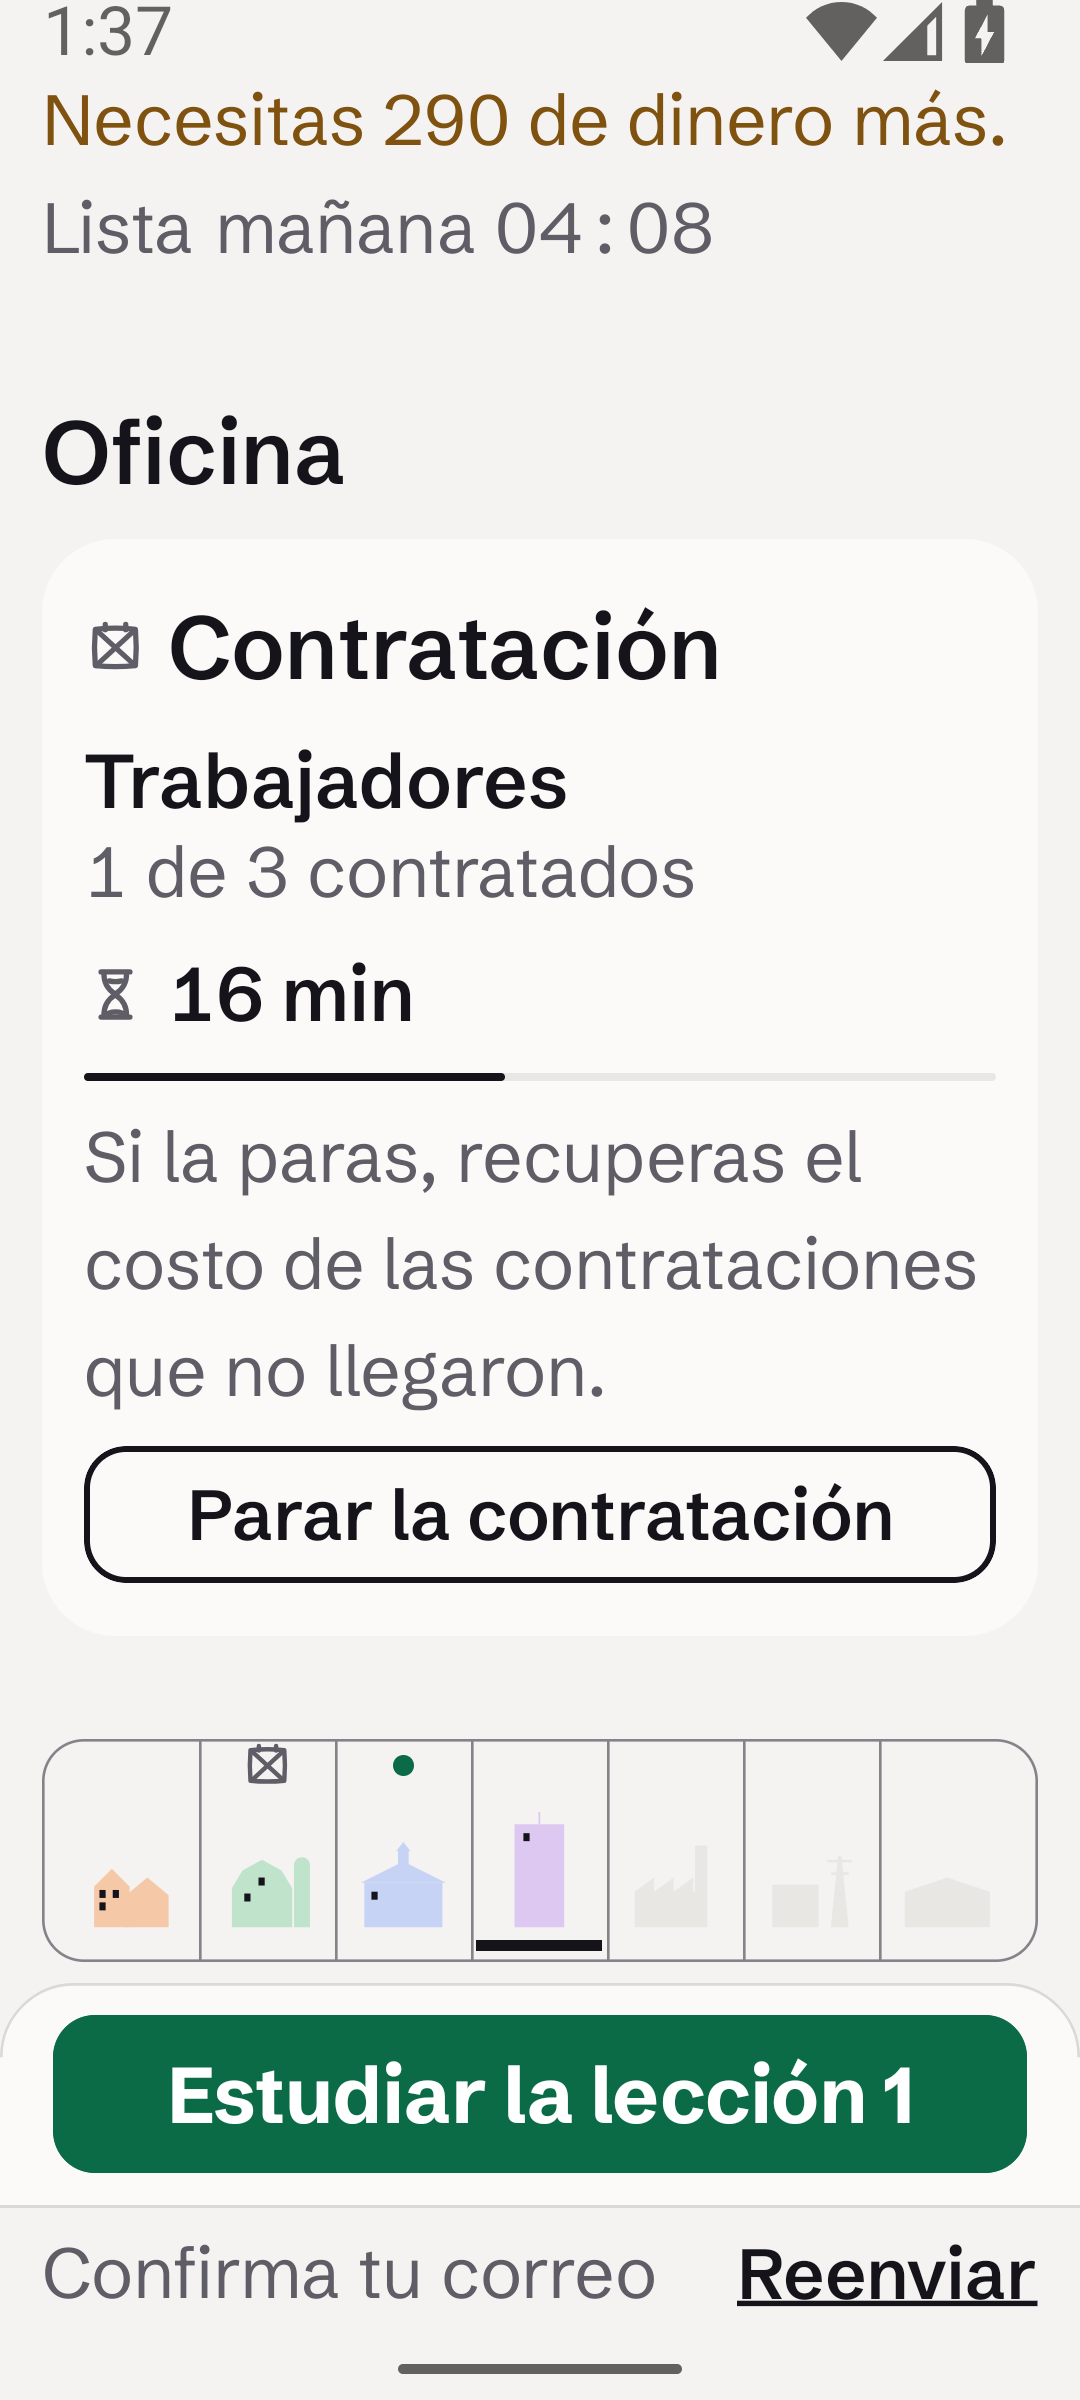 1:37
Necesitas 290 de dinero más.
Lista mañana 04:08
Oficina
Contratación
Trabajadores
1 de 3 contratados
16 min
Si la paras, recuperas el
costo de las contrataciones
que no llegaron.
Parar la contratación
Estudiar la lección 1
Confirma tu correo Reenviar